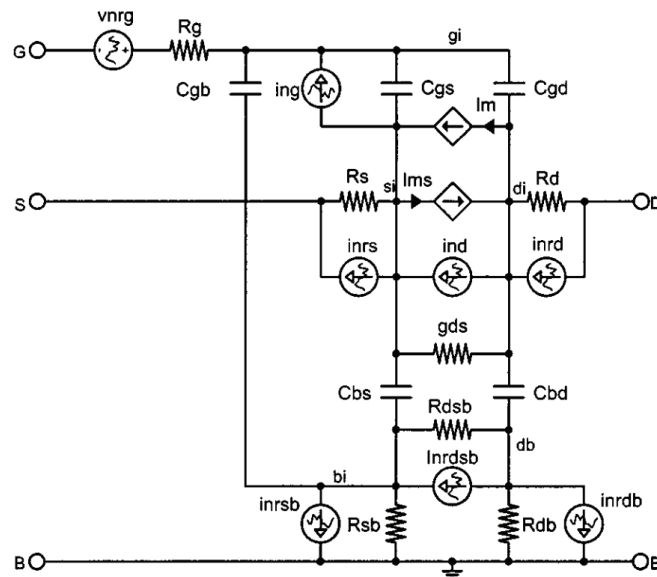 vnrg
Rg
gi
G
Cgb
ing
Cgs
Cgd
Im
Rs
si
Ims
di
Rd
S
D
inrs
ind
inrd
gds
Cbs
Rdsb
Cbd
db
bi
Inrdsb
inrsb
Rsb
Rdb
inrdb
B
B